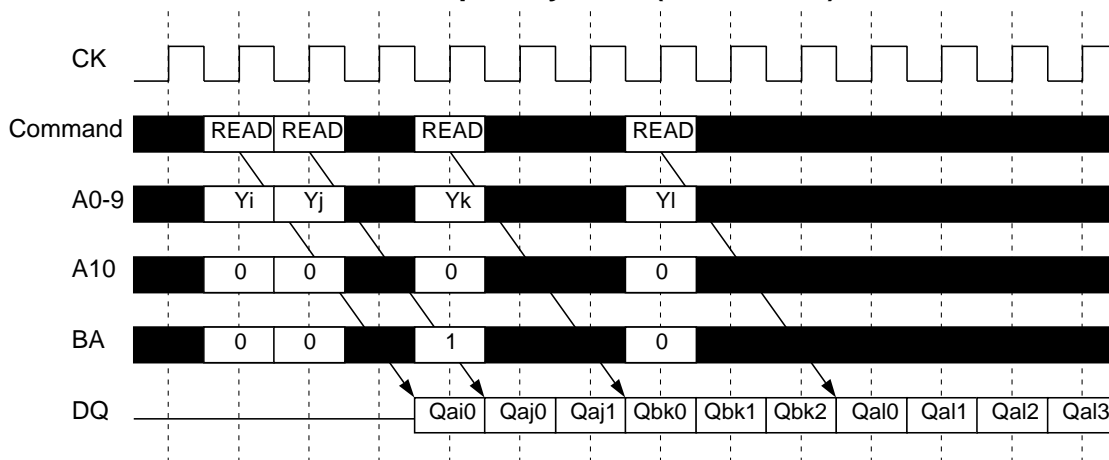 CK
Command READ READ READ READ
A0-9 Yi Yj Yk Yl
A10 0 0 0 0
BA 0 0 1 0
DQ Qai0 Qaj0 Qaj1 Qbk0 Qbk1 Qbk2 Qal0 Qal1 Qal2 Qal3